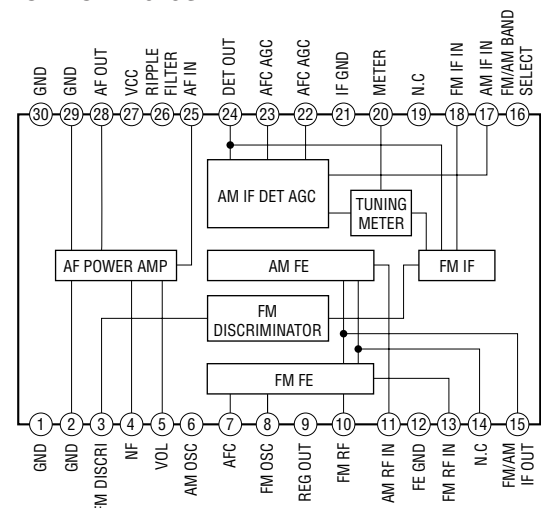 GND
GND
AF OUT
VCC
RIPPLE
FILTER
AF IN
DET OUT
AFC AGC
AFC AGC
IF GND
METER
N.C
FM IF IN
AM IF IN
FM/AM BAND
SELECT
30 29 28 27 26 25 24 23 22 21 20 19 18 17 16
AM IF DET AGC
TUNING
METER
AF POWER AMP
AM FE
FM IF
FM
DISCRIMINATOR
FM FE
1 2 3 4 5 6 7 8 9 10 11 12 13 14 15
GND
GND
FM DISCRI
NF
VOL
AM OSC
AFC
FM OSC
REG OUT
FM RF
AM RF IN
FE GND
FM RF IN
N.C
FM/AM
IF OUT